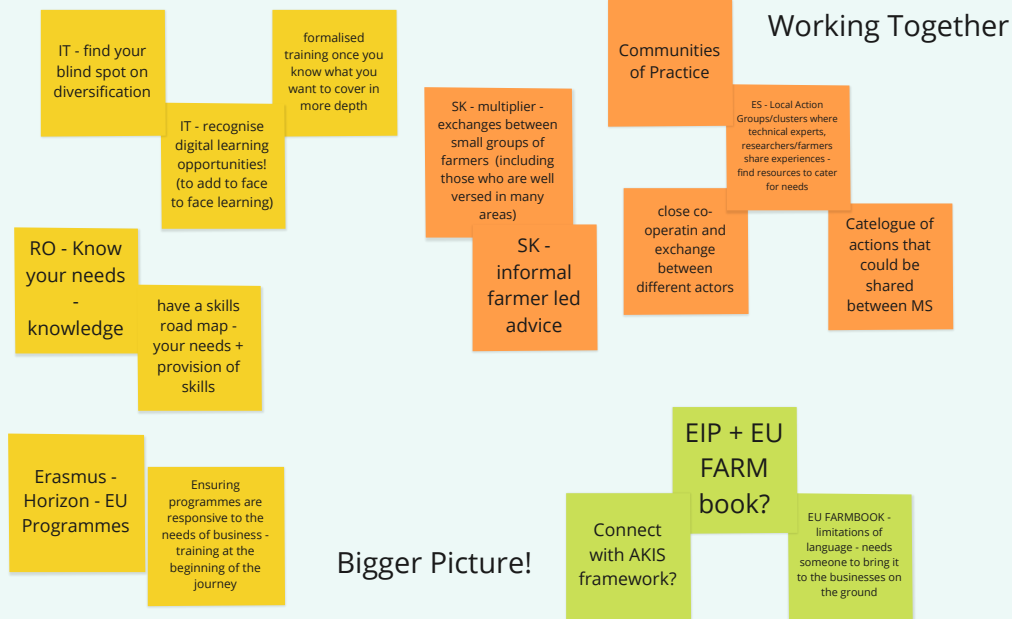 Working Together
IT - find your
blind spot on
diversification
formalised
training once you
know what you
want to cover in
more depth
IT - recognise
digital learning
opportunities!
(to add to face
to face learning)
RO - Know
your needs
-
knowledge
have a skills
road map -
your needs +
provision of
skills
Erasmus -
Horizon - EU
Programmes
Ensuring
programmes are
responsive to the
needs of business -
training at the
beginning of the
journey
SK - multiplier -
exchanges between
small groups of
farmers (including
those who are well
versed in many
areas)
SK -
informal
farmer led
advice
Communities
of Practice
ES - Local Action
Groups/clusters where
technical experts,
researchers/farmers
share experiences -
find resources to cater
for needs
close co-
operatin and
exchange
between
different actors
Catelogue of
actions that
could be
shared
between MS
Bigger Picture!
EIP + EU
FARM
book?
Connect
with AKIS
framework?
EU FARMBOOK -
limitations of
language - needs
someone to bring it
to the businesses on
the ground